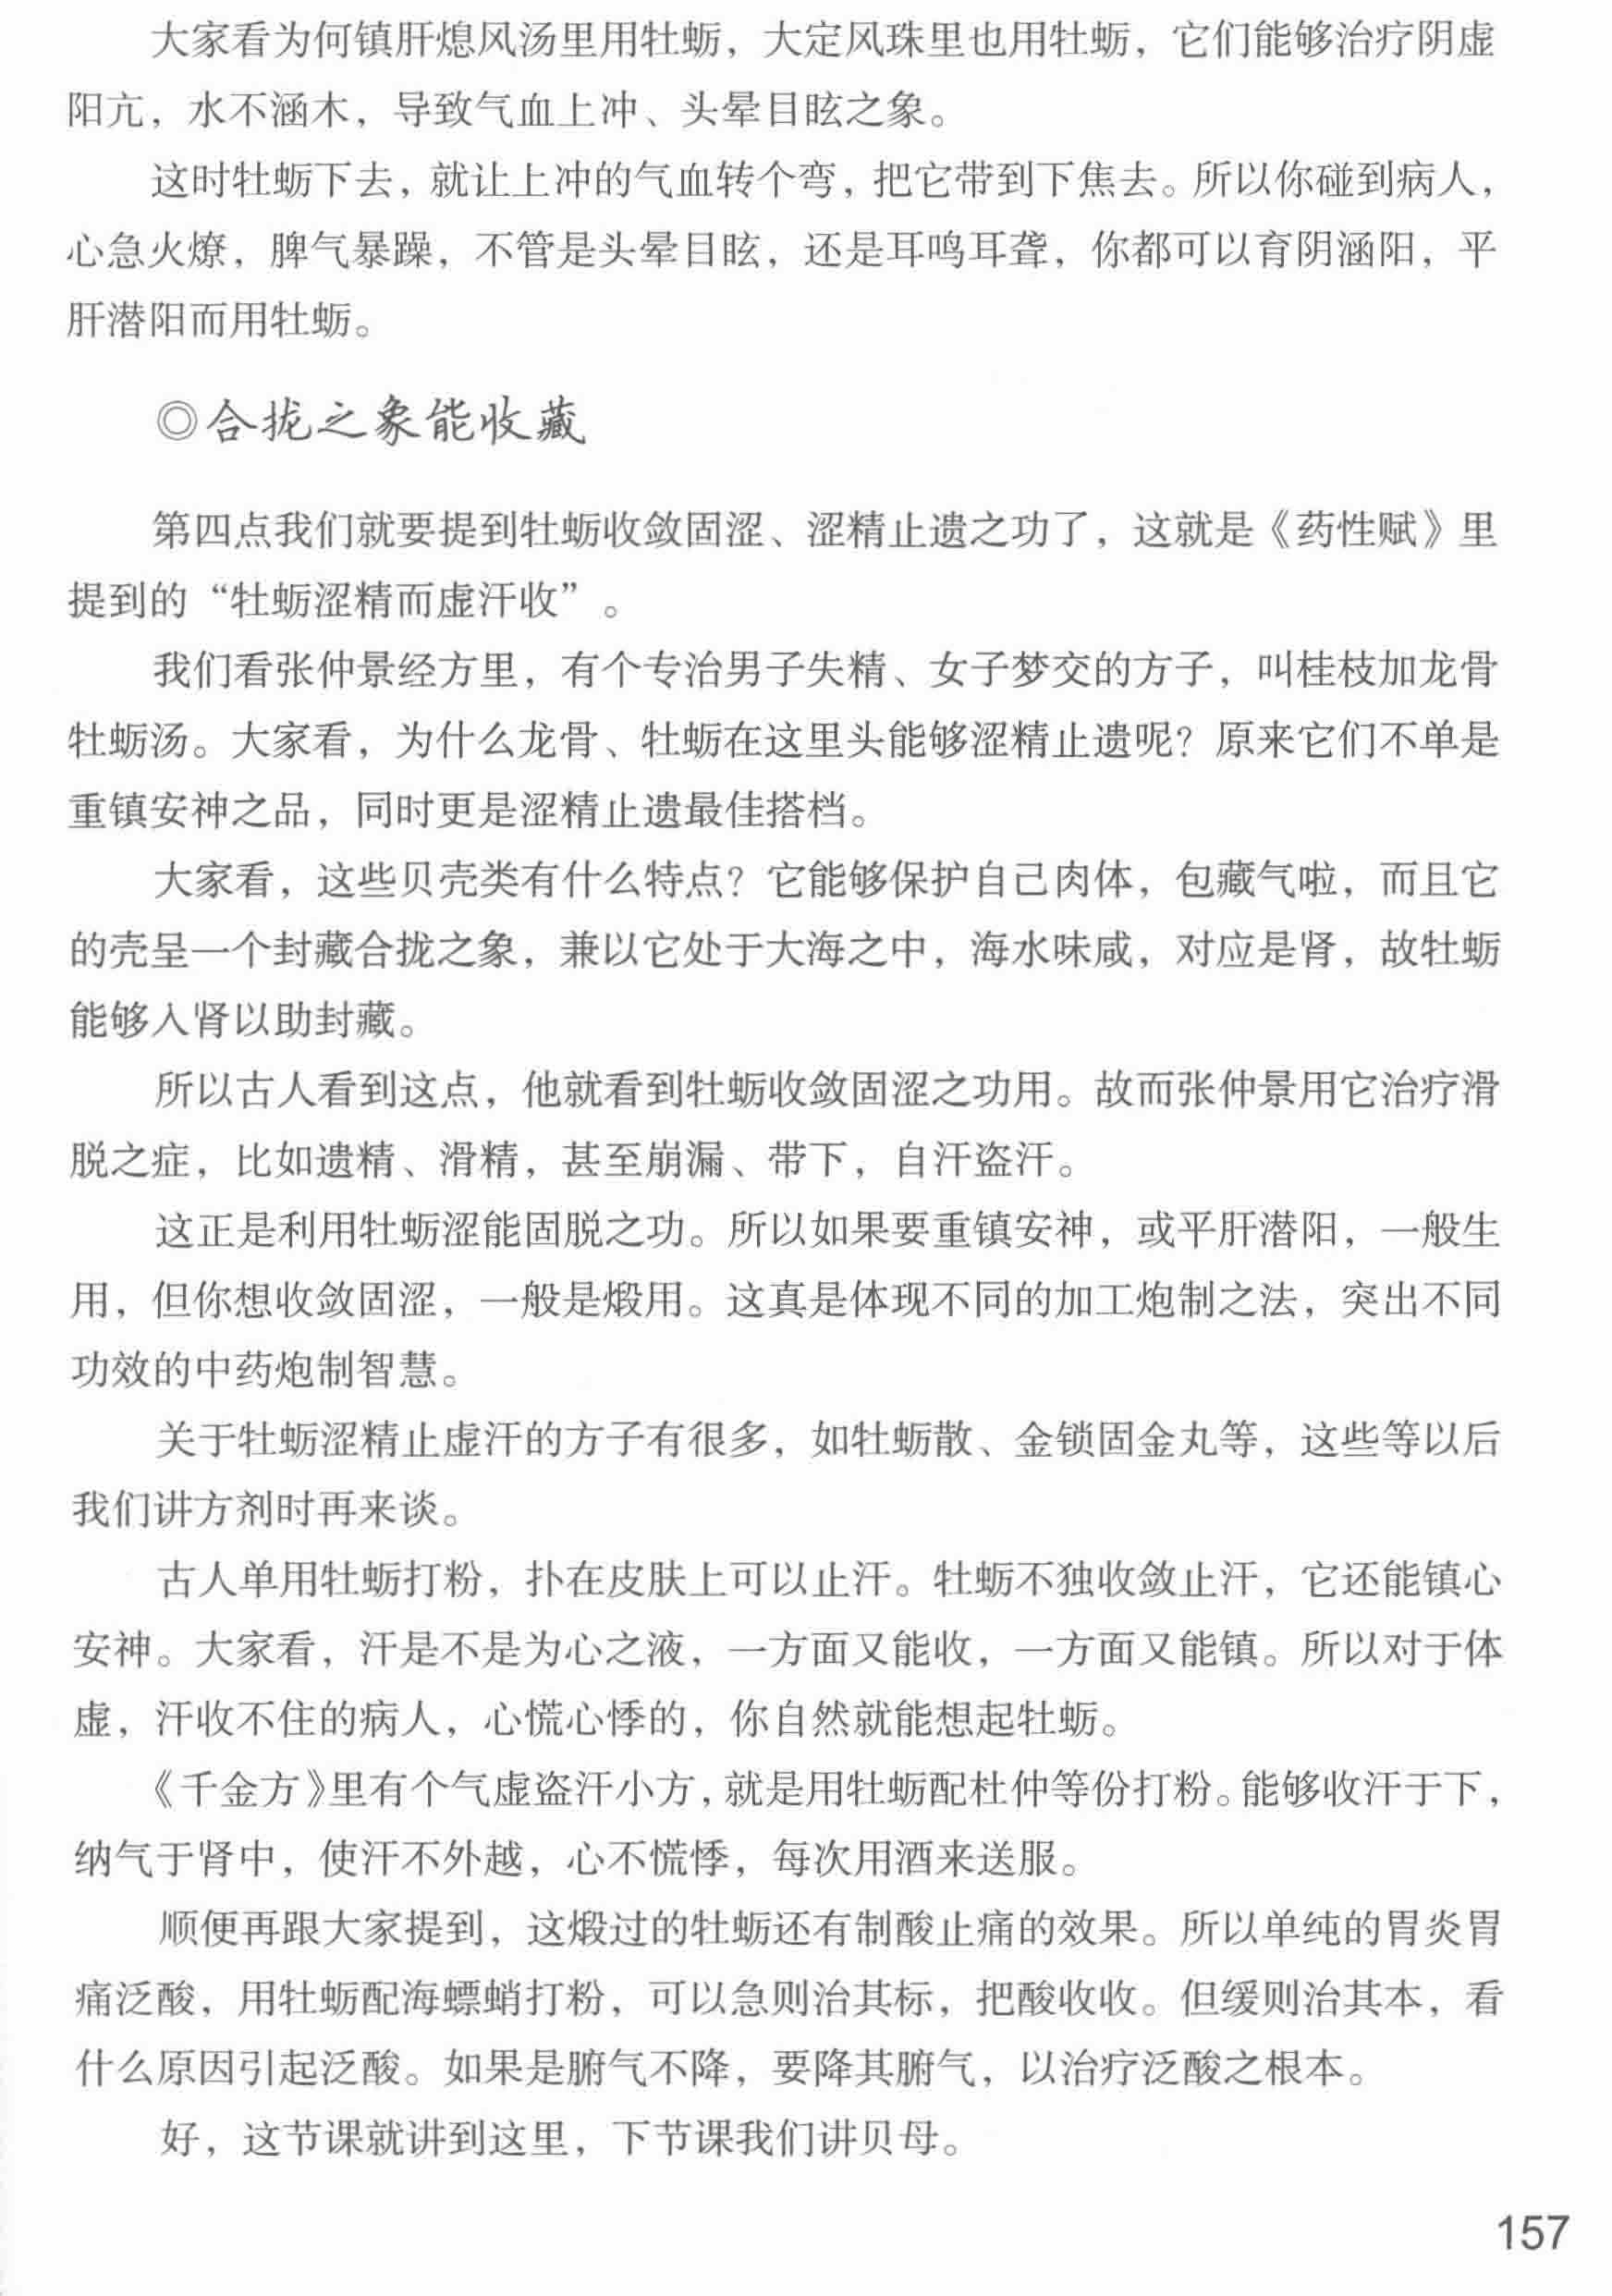 大家看为何镇肝熄风汤里用牡蛎，大定风珠里也用牡蛎，它们能够治疗阴虚
阳亢，水不涵木，导致气血上冲、头晕目眩之象。
这时牡蛎下去，就让上冲的气血转个弯，把它带到下焦去。所以你碰到病人，
心急火燎，脾气暴躁，不管是头晕目眩，还是耳鸣耳聋，你都可以育阴涵阳，平
肝潜阳而用牡蛎。
◎合拢之象能收藏
第四点我们就要提到牡蛎收敛固涩、涩精止遗之功了，这就是《药性赋》里
提到的“牡蛎涩精而虚汗收”。
我们看张仲景经方里，有个专治男子失精、女子梦交的方子，叫桂枝加龙骨
牡蛎汤。大家看，为什么龙骨、牡蛎在这里头能够涩精止遗呢？原来它们不单是
重镇安神之品，同时更是涩精止遗最佳搭档。
大家看，这些贝壳类有什么特点？它能够保护自己肉体，包藏气啦，而且它
的壳呈一个封藏合拢之象，兼以它处于大海之中，海水味咸，对应是肾，故牡蛎
能够入肾以助封藏。
所以古人看到这点，他就看到牡蛎收敛固涩之功用。故而张仲景用它治疗滑
脱之症，比如遗精、滑精，甚至崩漏、带下，自汗盗汗。
这正是利用牡蛎涩能固脱之功。所以如果要重镇安神，或平肝潜阳，一般生
用，但你想收敛固涩，一般是煅用。这真是体现不同的加工炮制之法，突出不同
功效的中药炮制智慧。
关于牡蛎涩精止虚汗的方子有很多，如牡蛎散、金锁固金丸等，这些等以后
我们讲方剂时再来谈。
古人单用牡蛎打粉，扑在皮肤上可以止汗。牡蛎不独收敛止汗，它还能镇心
安神。大家看，汗是不是为心之液，一方面又能收，一方面又能镇。所以对于体
虚，汗收不住的病人，心慌心悸的，你自然就能想起牡蛎。
《千金方》里有个气虚盗汗小方，就是用牡蛎配杜仲等份打粉。能够收汗于下，
纳气于肾中，使汗不外越，心不慌悸，每次用酒来送服。
顺便再跟大家提到，这煅过的牡蛎还有制酸止痛的效果。所以单纯的胃炎胃
痛泛酸，用牡蛎配海螵蛸打粉，可以急则治其标，把酸收收。但缓则治其本，看
什么原因引起泛酸。如果是腑气不降，要降其腑气，以治疗泛酸之根本。
好，这节课就讲到这里，下节课我们讲贝母。
157